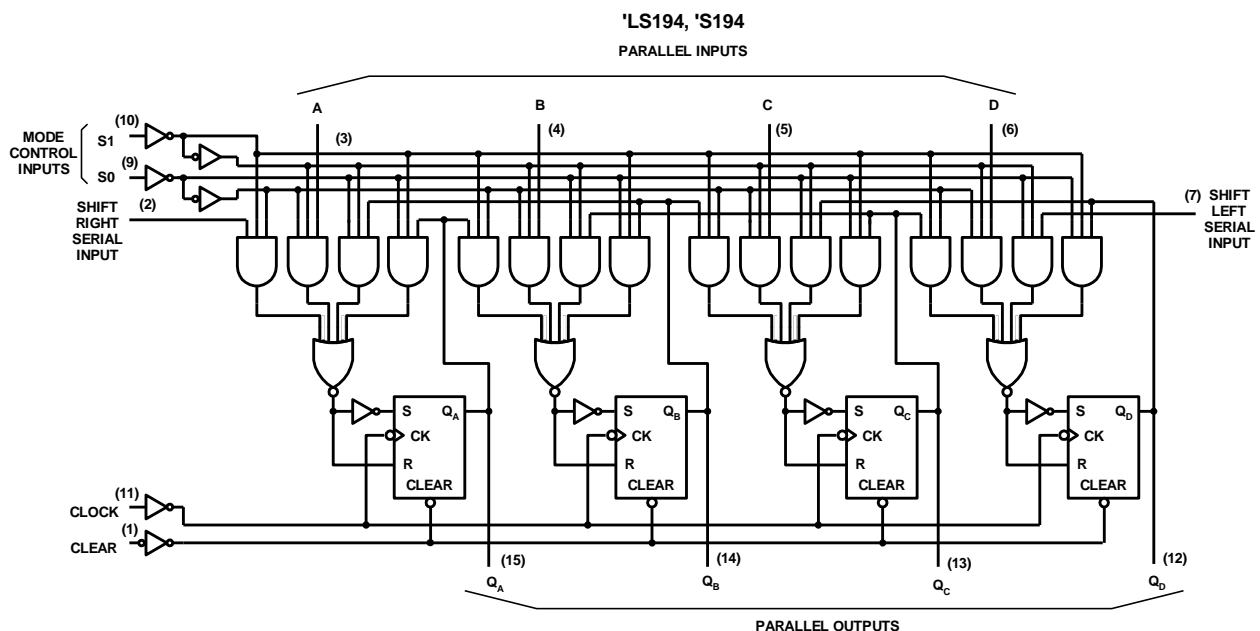 'LS194, 'S194
PARALLEL INPUTS
A
B
C
D
MODE
CONTROL
INPUTS
S1
(10)
S0
(9)
(3)
(4)
(5)
(6)
(2)
SHIFT
RIGHT
SERIAL
INPUT
(7)
SHIFT
LEFT
SERIAL
INPUT
S
QA
CK
R
CLEAR
S
QB
CK
R
CLEAR
S
QC
CK
R
CLEAR
S
QD
CK
R
CLEAR
CLOCK
(11)
CLEAR
(1)
(15)
QA
(14)
QB
(13)
QC
(12)
QD
PARALLEL OUTPUTS